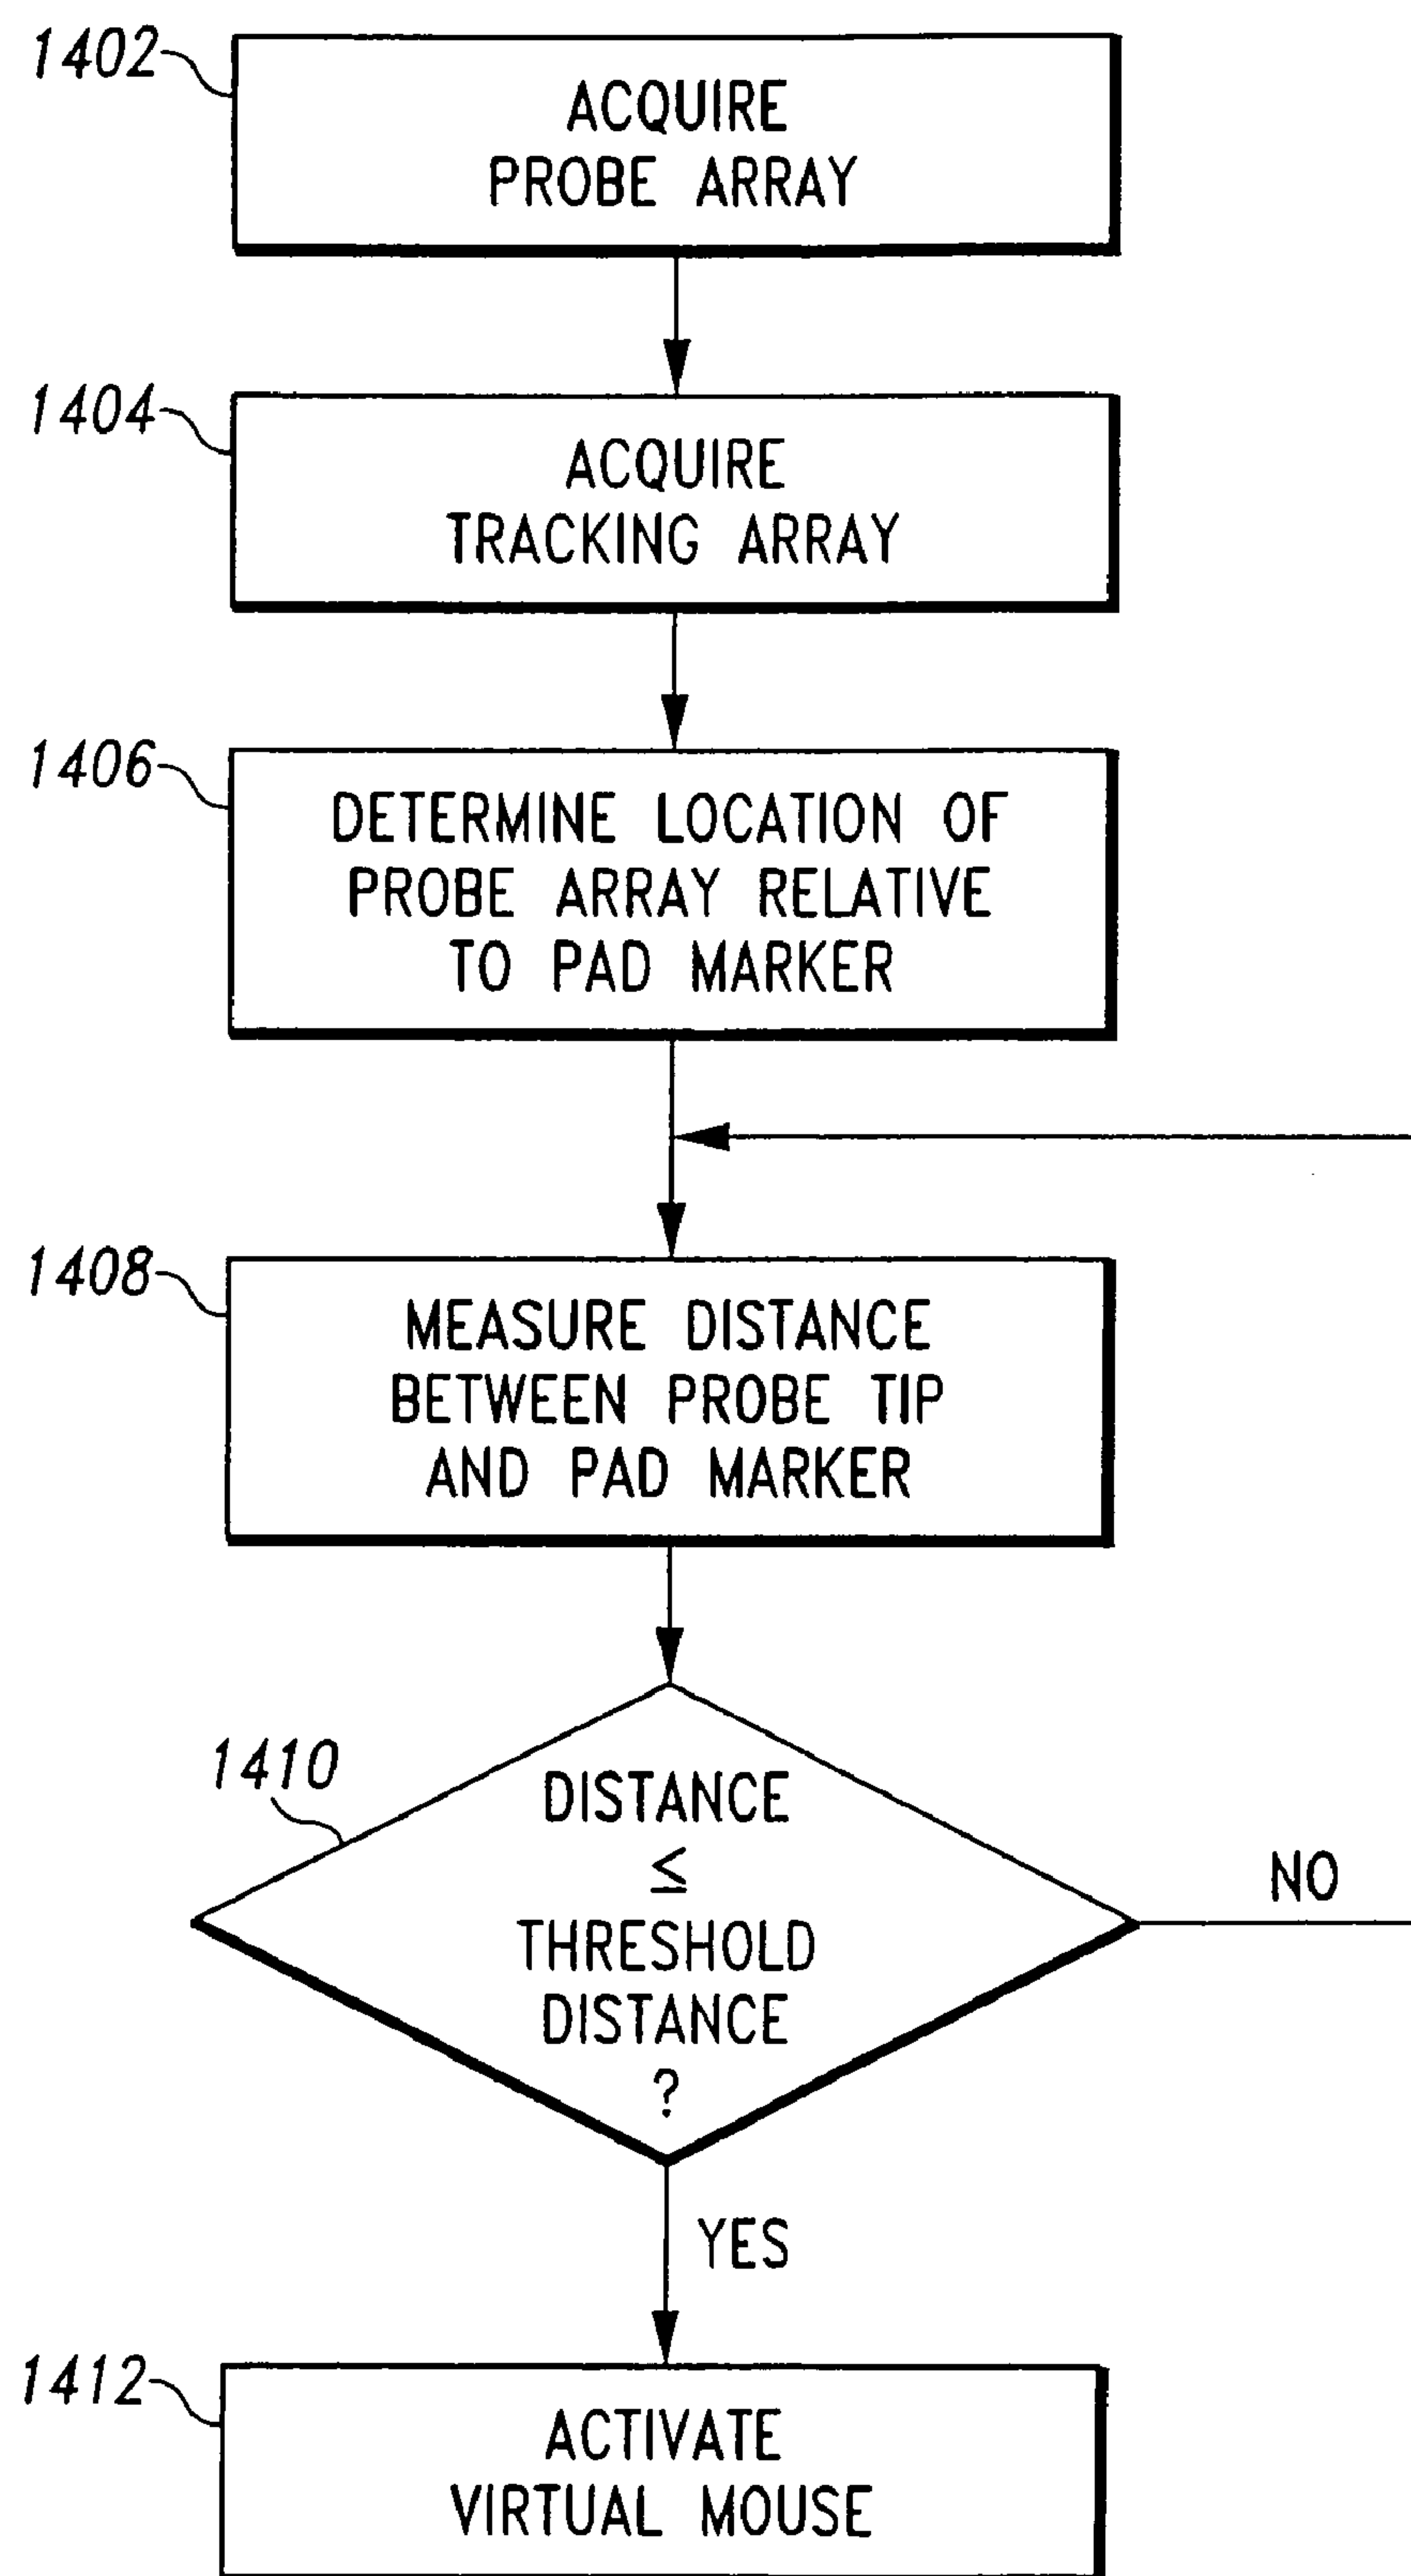 1402
ACQUIRE
PROBE ARRAY
1404
ACQUIRE
TRACKING ARRAY
1406
DETERMINE LOCATION OF
PROBE ARRAY RELATIVE
TO PAD MARKER
1408
MEASURE DISTANCE
BETWEEN PROBE TIP
AND PAD MARKER
1410
DISTANCE
≤
THRESHOLD
DISTANCE
?
NO
YES
1412
ACTIVATE
VIRTUAL MOUSE